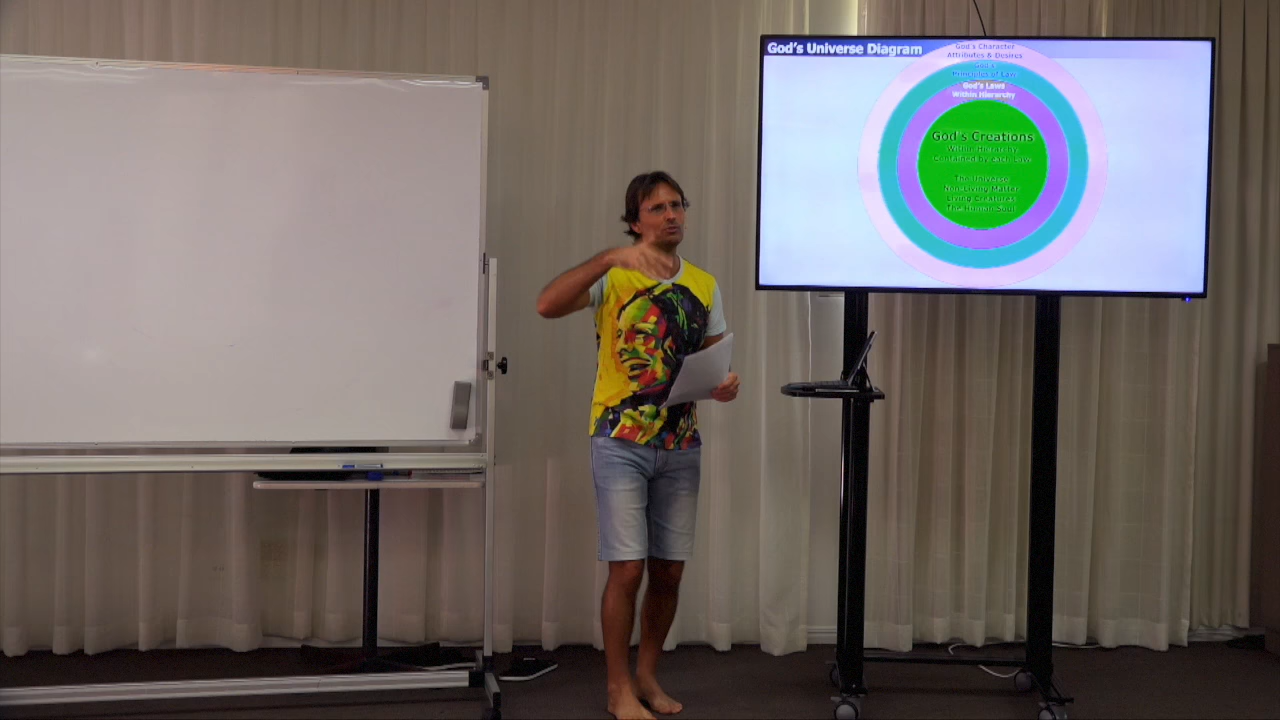 God's Universe Diagram
God's Character
Attributes & Desires
God's
Principles of Law
God's Laws
Within Hierarchy
God's Creations
Within Hierarchy
Contained by each Law
The Universe
Non-Living Matter
Living Creatures
The Human Soul